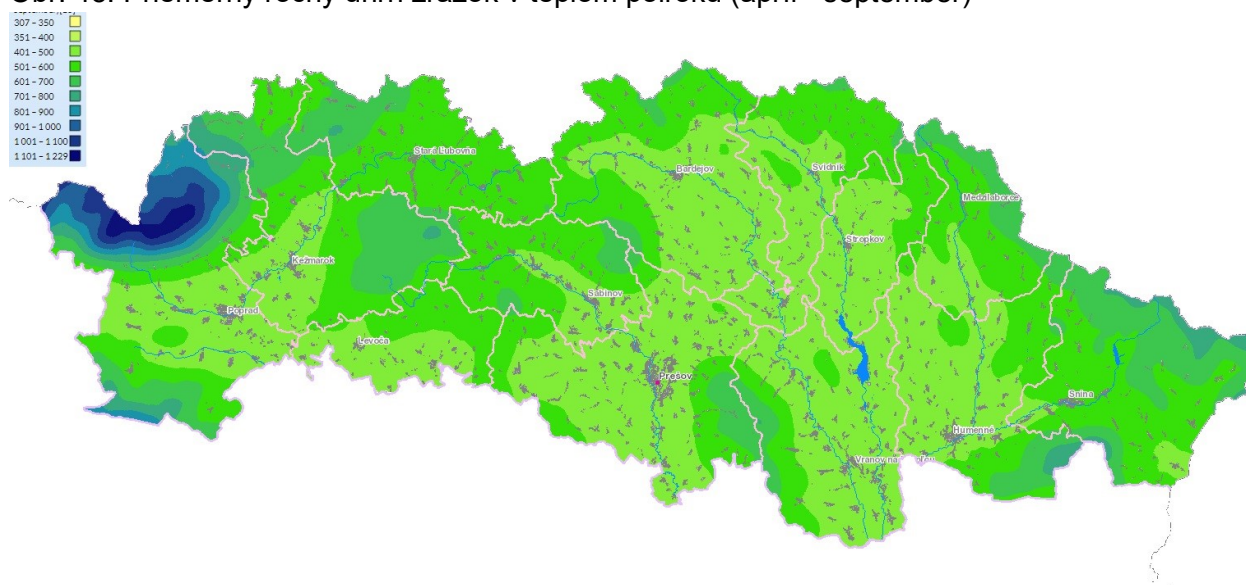 307 – 350
351 – 400
401 – 500
501 – 600
601 – 700
701 – 800
801 – 900
901 – 1 000
1 001 – 1 100
1 101 – 1 229
Stará Ľubovňa
Bardejov
Svidník
Medzilaborce
Stropkov
Kežmarok
Sabinov
Poprad
Levoča
Prešov
Snina
Humenné
Vranov na